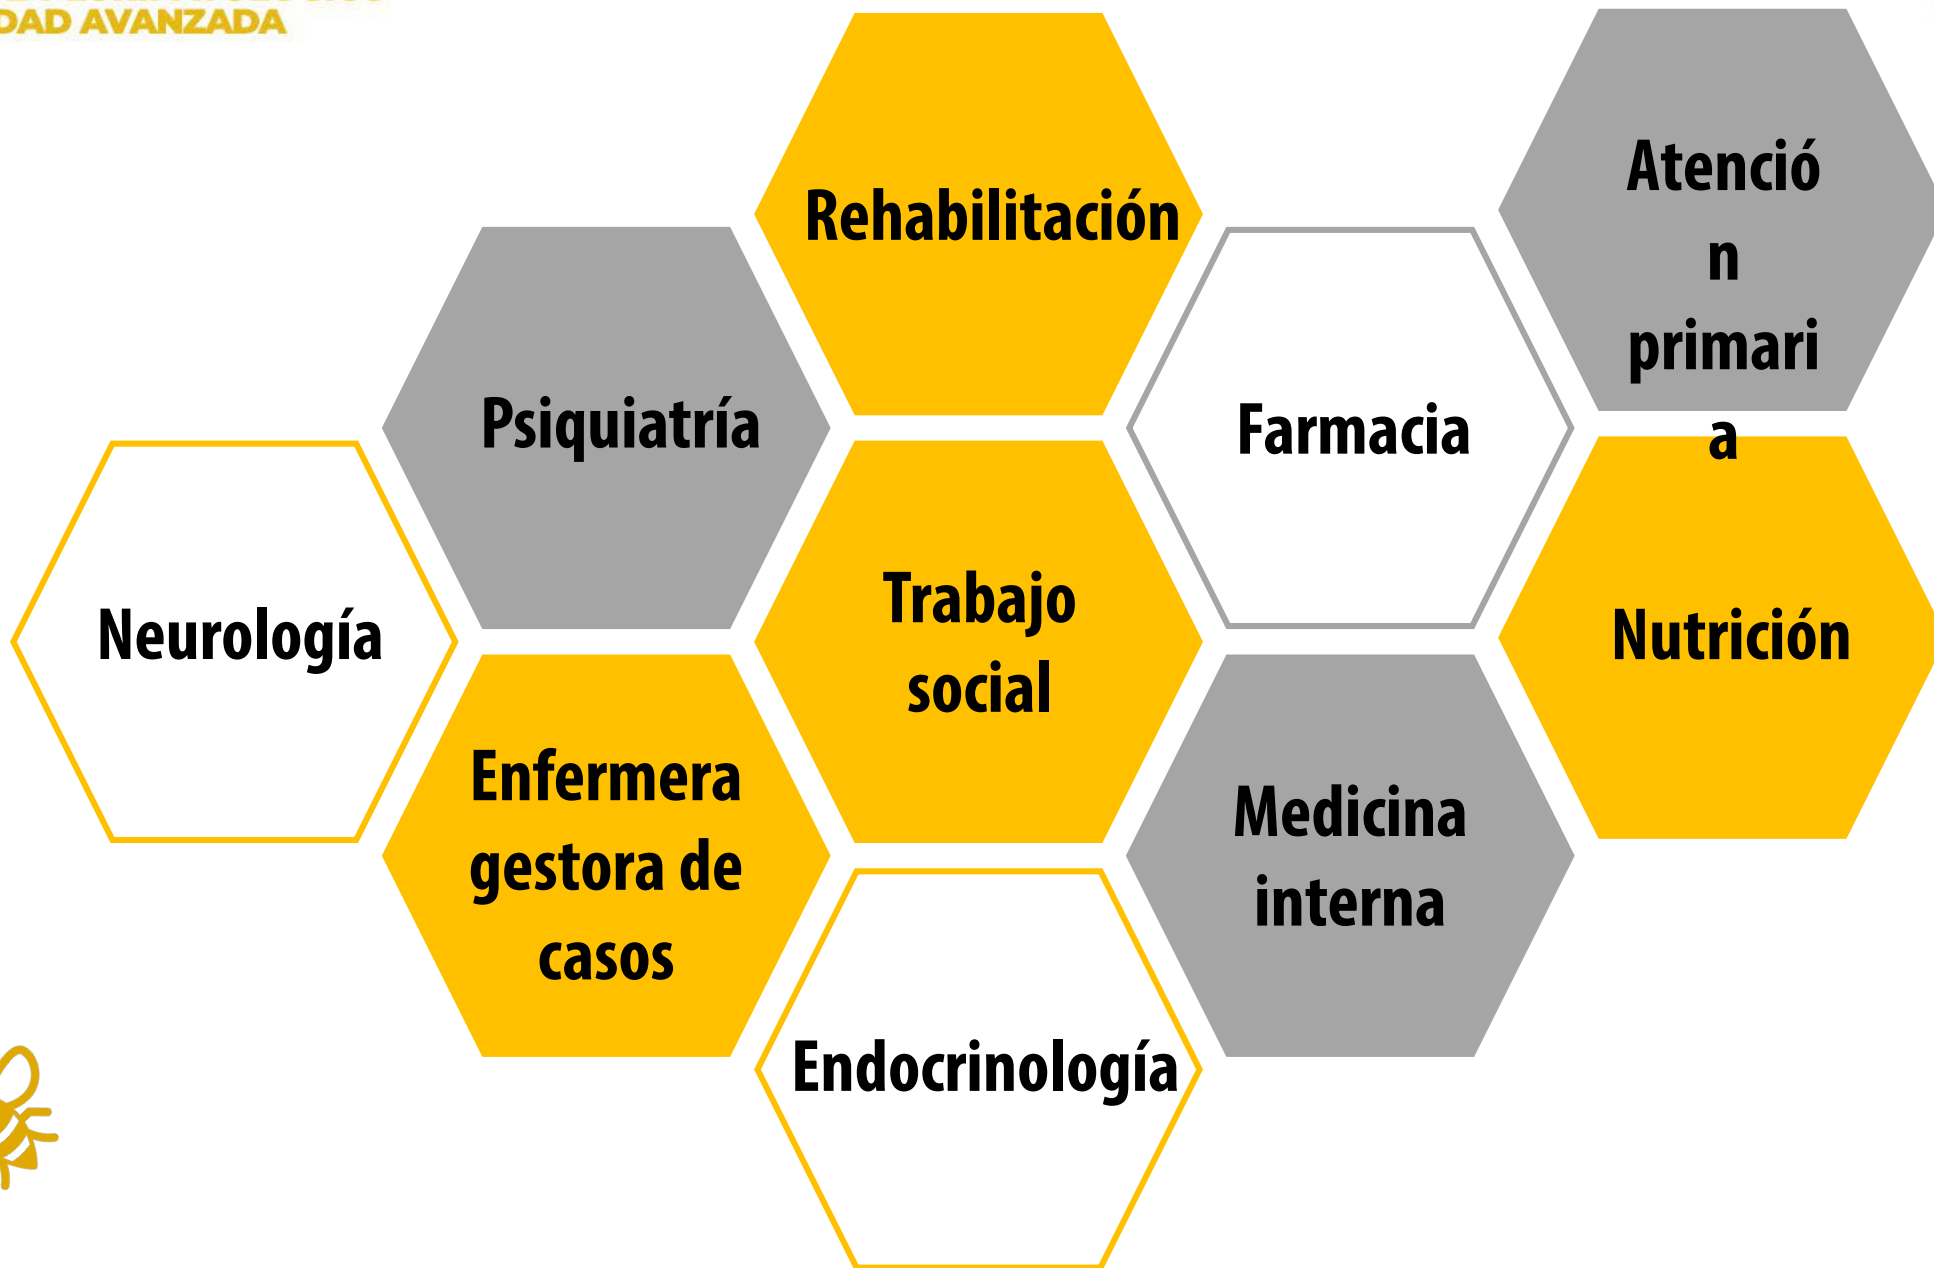 DAD AVANZADA
Rehabilitación
Atenció
n
primari
a
Psiquiatría
Farmacia
Neurología
Trabajo
social
Nutrición
Enfermera
gestora de
casos
Medicina
interna
Endocrinología